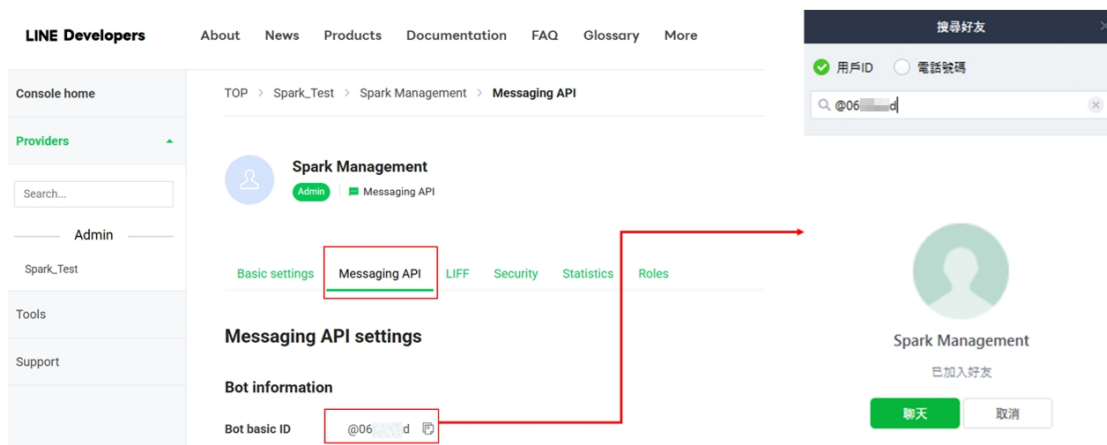 LINE Developers
About News Products Documentation FAQ Glossary More
Console home
Providers
Search...
Admin
Spark_Test
Tools
Support
TOP > Spark_Test > Spark Management > Messaging API
Spark Management
Admin Messaging API
Basic settings Messaging API LIFF Security Statistics Roles
Messaging API settings
Bot information
Bot basic ID @06 d
搜尋好友
用戶ID 電話號碼
@06 d
Spark Management
已加入好友
聊天 取消